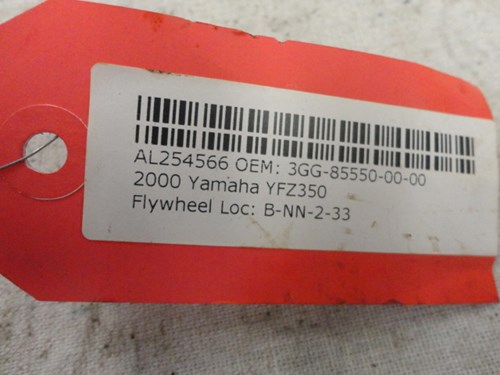 AL254566 OEM: 3GG-85550-00-00
2000 Yamaha YFZ350
Flywheel Loc: B-NN-2-33